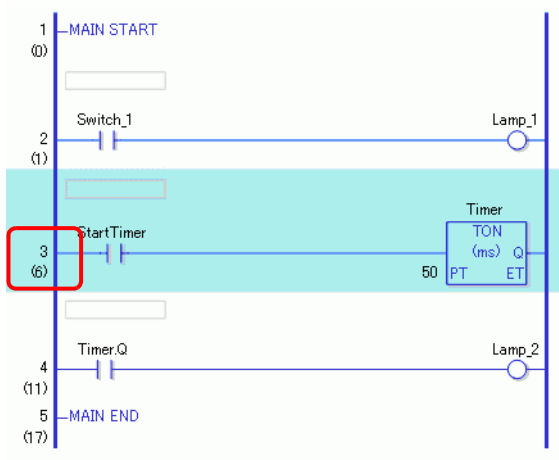 1 MAIN START
(0)
Switch_1 Lamp_1
2
(1)
Timer
StartTimer TON
3 (ms) Q
(6) 50 PT ET
Timer.Q Lamp_2
4
(11)
5 MAIN END
(17)